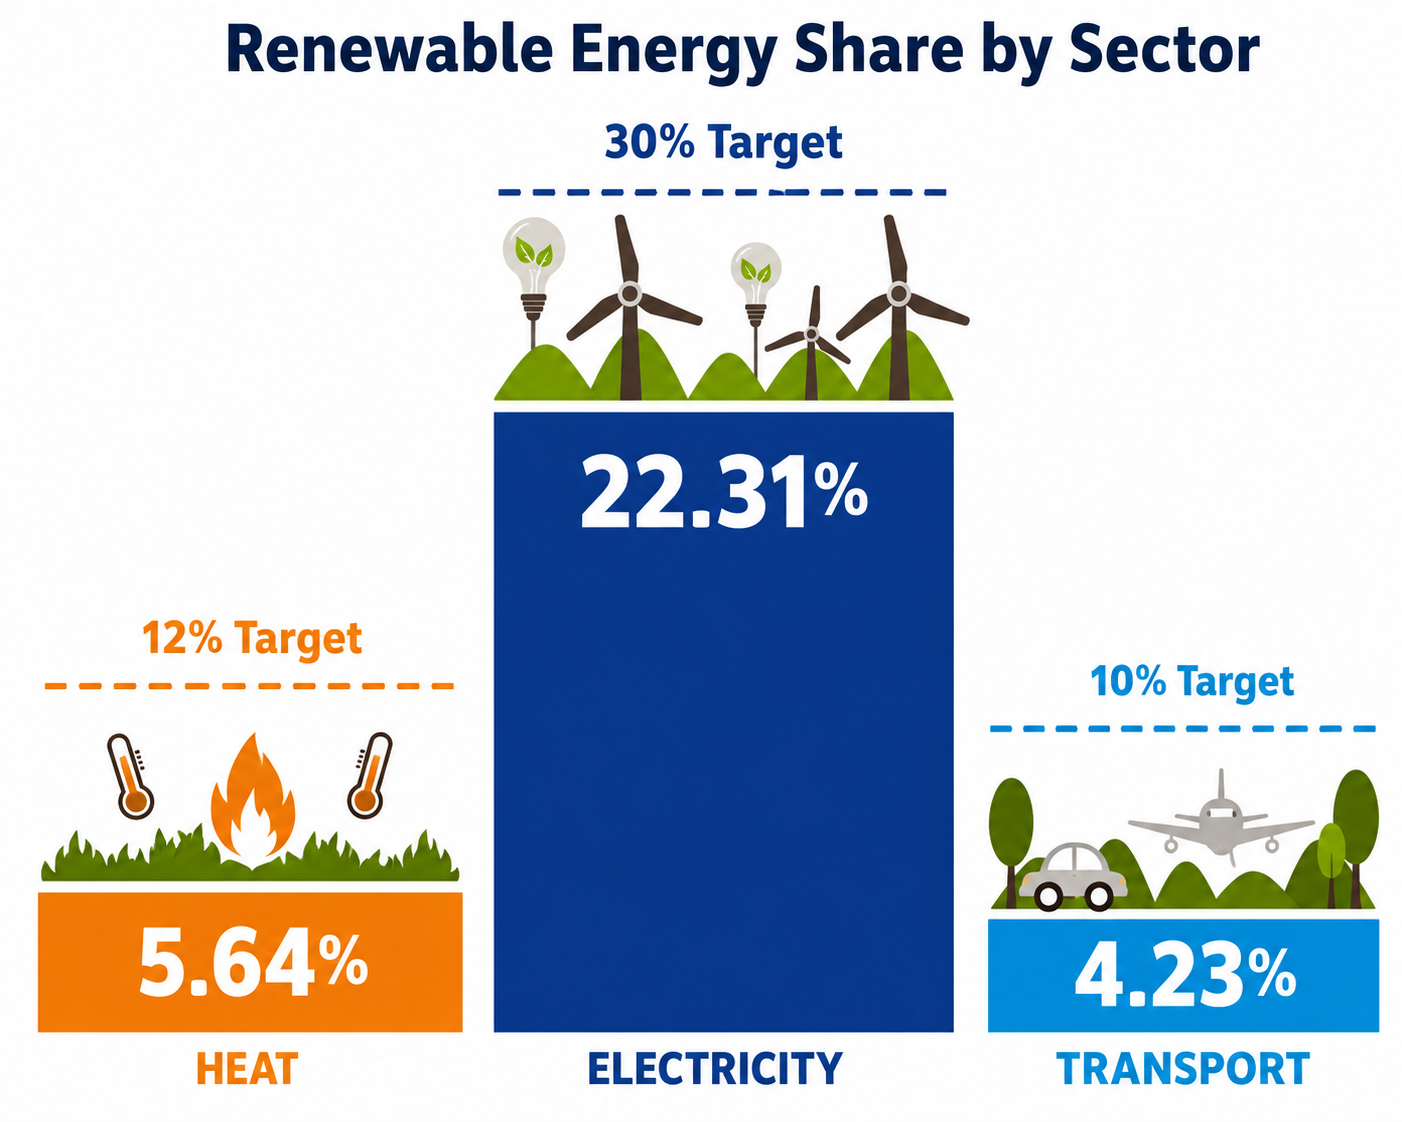 Renewable Energy Share by Sector
30% Target
22.31%
12% Target
10% Target
5.64%
4.23%
HEAT
ELECTRICITY
TRANSPORT